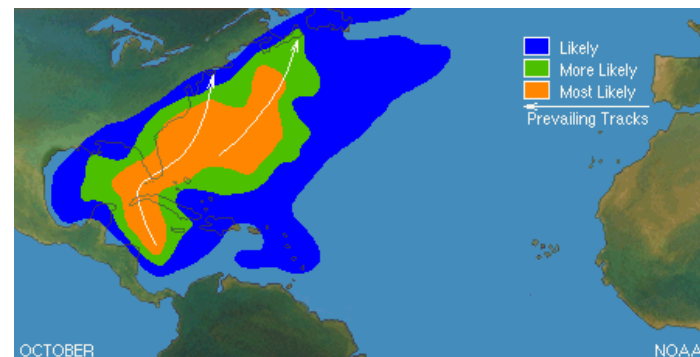 Likely
More Likely
Most Likely
Prevailing Tracks
OCTOBER
NOAA